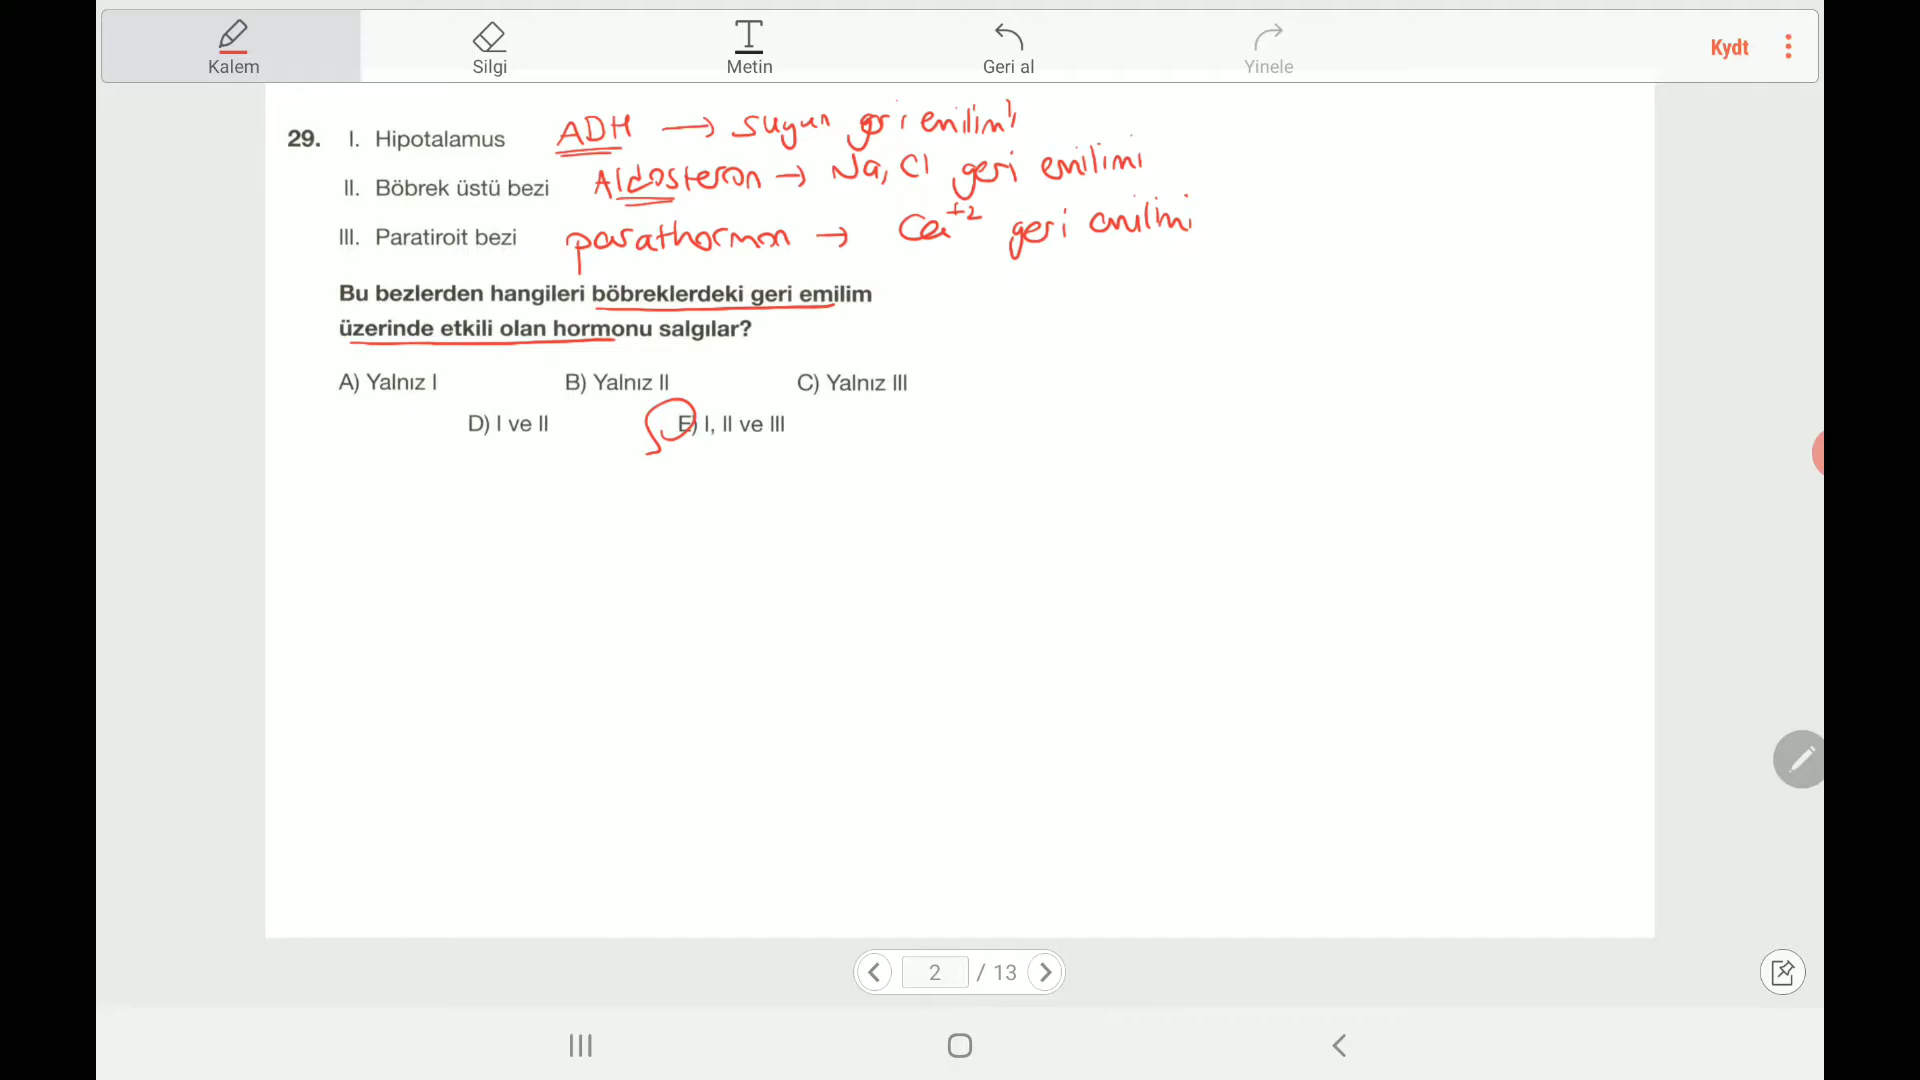 Kalem Silgi Metin Geri al Yinele Kydt
29. I. Hipotalamus ADH → suyun geri emilimi
II. Böbrek üstü bezi Aldosteron → Na, Cl geri emilimi
III. Paratiroit bezi parathormon → Ca+2 geri emilimi
Bu bezlerden hangileri böbreklerdeki geri emilim
üzerinde etkili olan hormonu salgılar?
A) Yalnız I B) Yalnız II C) Yalnız III
D) I ve II E) I, II ve III
2 / 13